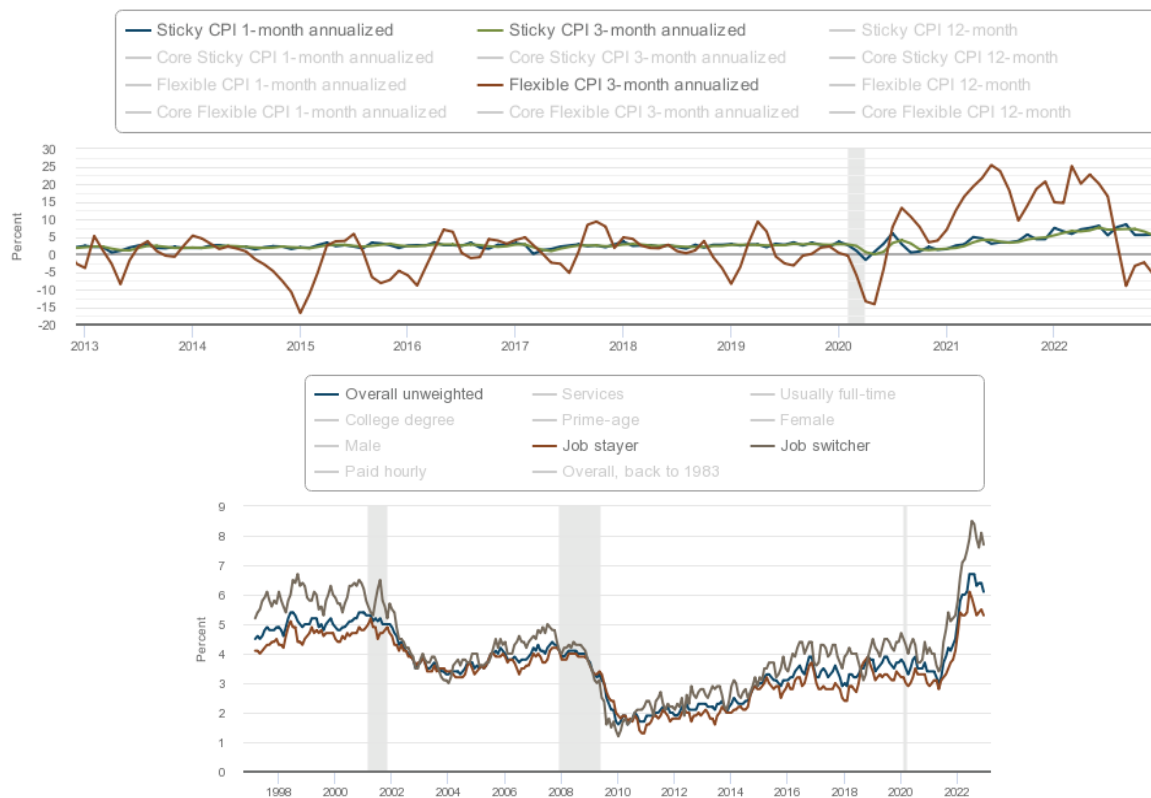 Sticky CPI 1-month annualized Sticky CPI 3-month annualized Sticky CPI 12-month
Core Sticky CPI 1-month annualized Core Sticky CPI 3-month annualized Core Sticky CPI 12-month
Flexible CPI 1-month annualized Flexible CPI 3-month annualized Flexible CPI 12-month
Core Flexible CPI 1-month annualized Core Flexible CPI 3-month annualized Core Flexible CPI 12-month
Percent
30
25
20
15
10
5
0
-5
-10
-15
-20
2013 2014 2015 2016 2017 2018 2019 2020 2021 2022
Overall unweighted Services Usually full-time
College degree Prime-age Female
Male Job stayer Job switcher
Paid hourly Overall, back to 1983
Percent
9
8
7
6
5
4
3
2
1
0
1998 2000 2002 2004 2006 2008 2010 2012 2014 2016 2018 2020 2022